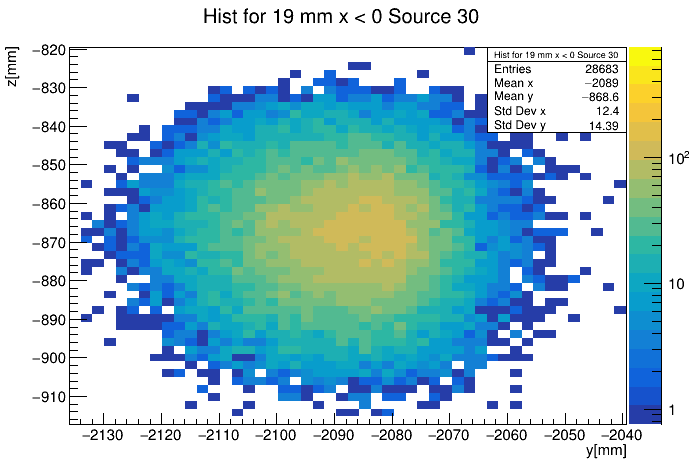 Hist for 19 mm x < 0 Source 30
z[mm]
−820
−830
−840
−850
−860
−870
−880
−890
−900
−910
Hist for 19 mm x < 0 Source 30
Entries 28683
Mean x −2089
Mean y −868.6
Std Dev x 12.4
Std Dev y 14.39
10²
10
1
−2130 −2120 −2110 −2100 −2090 −2080 −2070 −2060 −2050 −2040
y[mm]